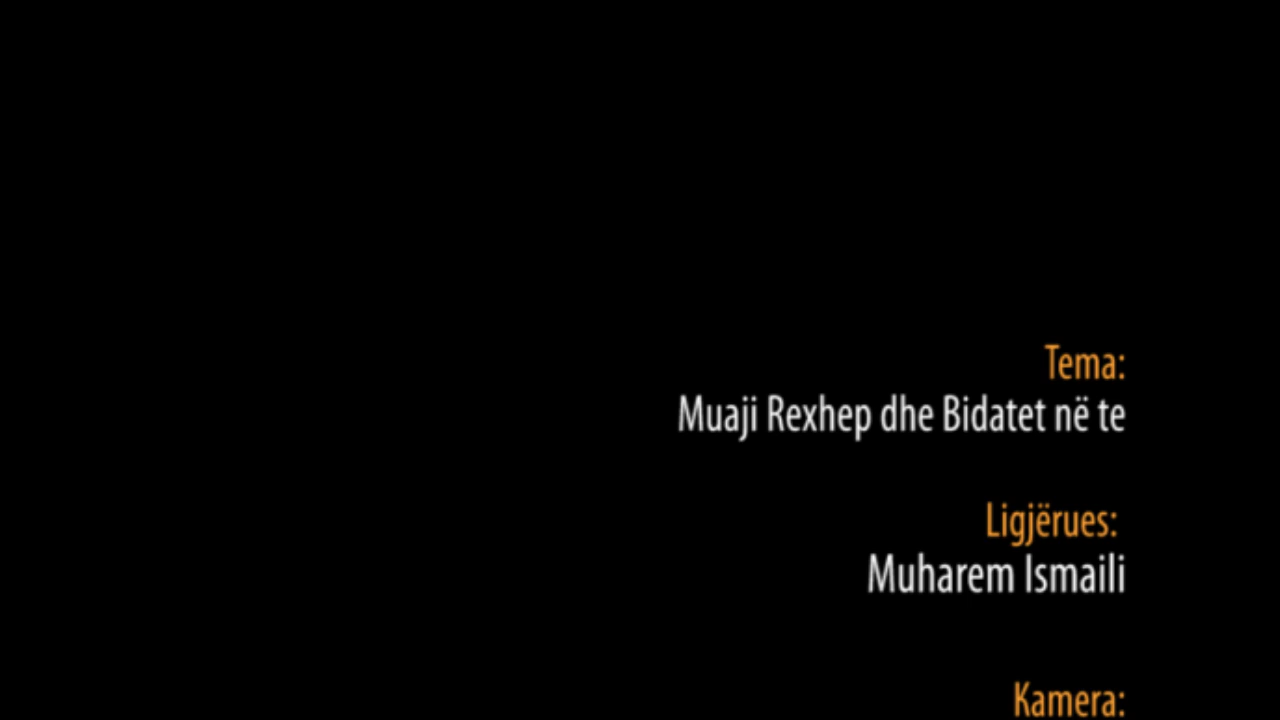 Tema:
Muaji Rexhep dhe Bidatet në te
Ligjërues:
Muharem Ismaili
Kamera: